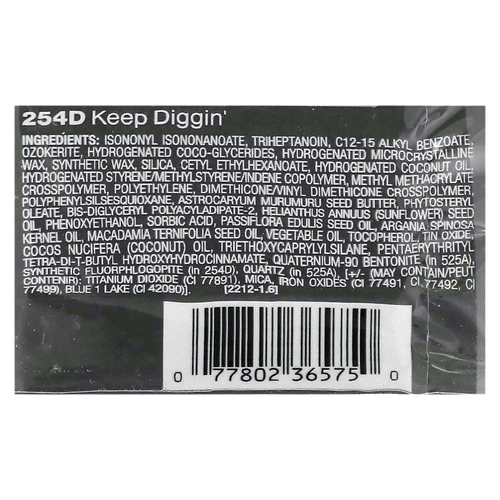 254D Keep Diggin'
INGREDIENTS: ISONONYL ISONONANOATE, TRIHEPTANOIN, C12-15 ALKYL BENZOATE,
OZOKERITE, HYDROGENATED COCO-GLYCERIDES, HYDROGENATED MICROCRYSTALLINE
WAX, SYNTHETIC WAX, SILICA, CETYL ETHYLHEXANOATE, HYDROGENATED COCONUT OIL,
HYDROGENATED STYRENE/METHYLSTYRENE/INDENE COPOLYMER, METHYL METHACRYLATE
CROSSPOLYMER, POLYETHYLENE, DIMETHICONE/VINYL DIMETHICONE CROSSPOLYMER,
POLYPHENYLSILSESQUIOXANE, ASTROCARYUM MURUMURU SEED BUTTER, PHYTOSTERYL
OLEATE, BIS-DIGLYCERYL POLYACYLADIPATE-2, HELIANTHUS ANNUUS (SUNFLOWER) SEED
OIL, PHENOXYETHANOL, SORBIC ACID, PASSIFLORA EDULIS SEED OIL, ARGANIA SPINOSA
KERNEL OIL, MACADAMIA TERNIFOLIA SEED OIL, VEGETABLE OIL, TOCOPHEROL, TIN OXIDE,
COCOS NUCIFERA (COCONUT) OIL, TRIETHOXYCAPRYLYLSILANE, PENTAERYTHRITYL
TETRA-DI-T-BUTYL HYDROXYHYDROCINNAMATE, QUATERNIUM-90 BENTONITE (in 525A),
SYNTHETIC FLUORPHLOGOPITE (in 254D), QUARTZ (in 525A), [+/- (MAY CONTAIN/PEUT
CONTENIR): TITANIUM DIOXIDE (CI 77891), MICA, IRON OXIDES (CI 77491, CI 77492, CI
77499), BLUE 1 LAKE (CI 42090)]. [2212-1.6]
0 77802 36575 0